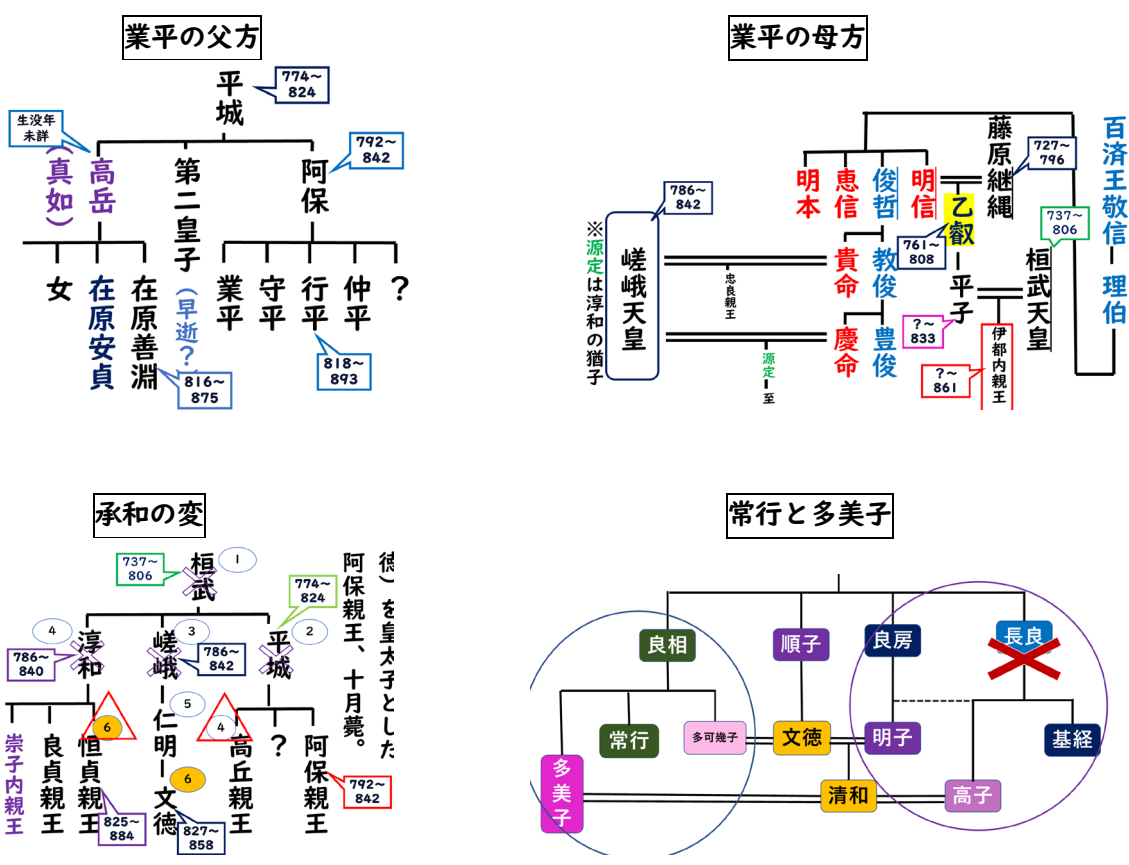 業平の父方
平城
774～
824
生没年
未詳
高岳
（真如）
第二皇子
（早逝？）
阿保
792～
842
女
在原安貞
在原善淵
816～
875
業平
守平
行平
818～
893
仲平
？
業平の母方
百済王敬信
理伯
藤原継縄
727～
796
明信
俊哲
恵信
明本
乙叡
761～
808
737～
806
桓武天皇
平子
？～
833
伊都内親王
？～
861
教俊
貴命
豊俊
慶命
786～
842
嵯峨天皇
忠良親王
源定
至
※源定は淳和の猶子
承和の変
桓武
737～
806
1
774～
824
平城
2
嵯峨
3
786～
842
淳和
4
786～
840
5
仁明
6
文徳
827～
858
6
恒貞親王
825～
884
良貞親王
崇子内親王
4
高丘親王
？
阿保親王
792～
842
徳）を皇太子とした
阿保親王、十月薨。
常行と多美子
良相
順子
良房
長良
常行
多可幾子
文徳
明子
基経
多美子
清和
高子